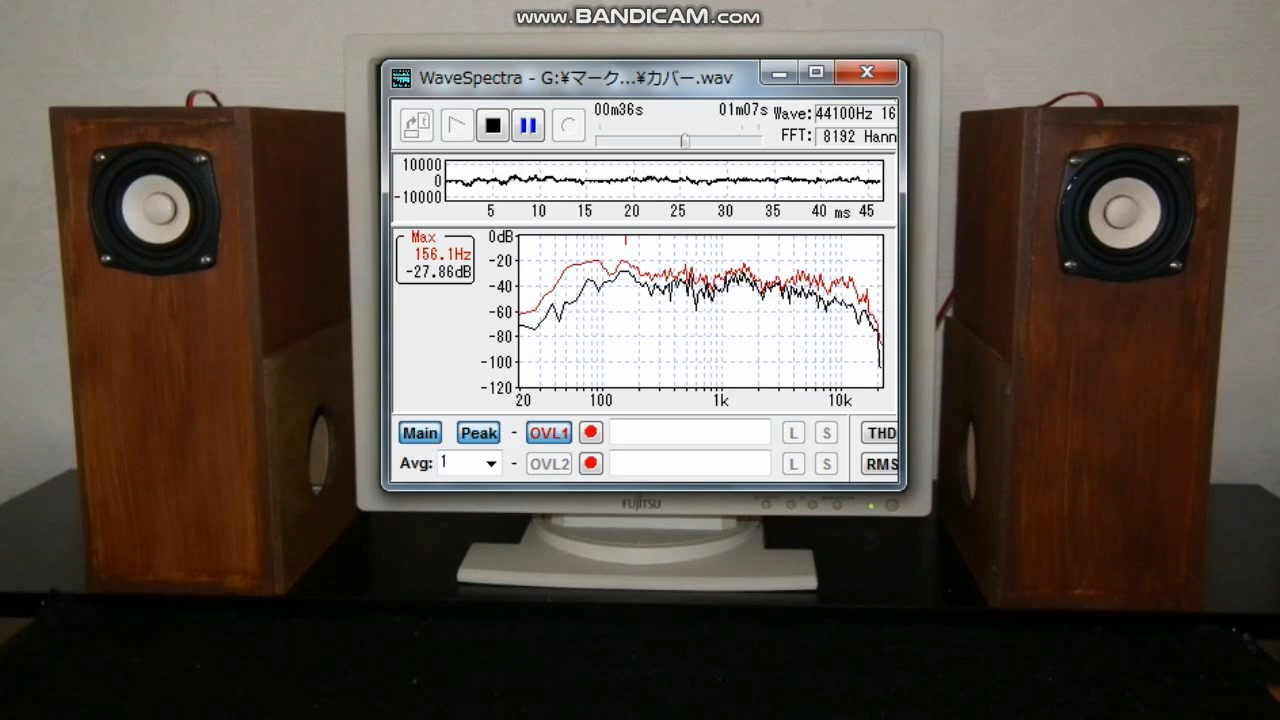 www.BANDICAM.com
WaveSpectra - G:¥マーク...¥カバー.wav
00m36s 01m07s Wave: 44100Hz 16
FFT: 8192 Hann
10000
0
-10000
5 10 15 20 25 30 35 40 ms 45
Max
156.1Hz
-27.86dB
0dB
-20
-40
-60
-80
-100
-120
20 100 1k 10k
Main Peak - OVL1 L S THD
Avg: 1 - OVL2 L S RMS
FUJITSU